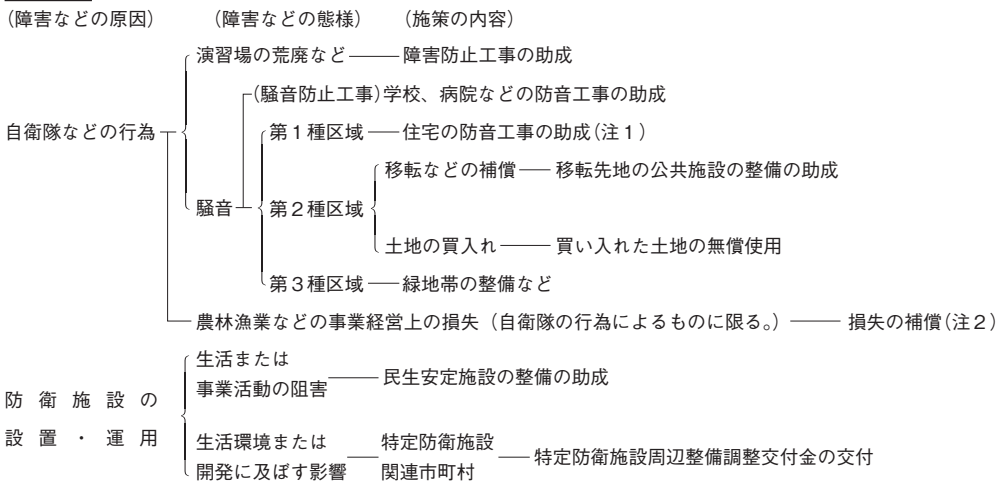 (障害などの原因) (障害などの態様) (施策の内容)
演習場の荒廃など 障害防止工事の助成
(騒音防止工事)学校、病院などの防音工事の助成
自衛隊などの行為 第1種区域 住宅の防音工事の助成(注1)
移転などの補償 移転先地の公共施設の整備の助成
騒音 第2種区域
土地の買入れ 買い入れた土地の無償使用
第3種区域 緑地帯の整備など
農林漁業などの事業経営上の損失(自衛隊の行為によるものに限る。) 損失の補償(注2)
生活または
事業活動の阻害 民生安定施設の整備の助成
防衛施設の
設置・運用
生活環境または 特定防衛施設
開発に及ぼす影響 関連市町村 特定防衛施設周辺整備調整交付金の交付